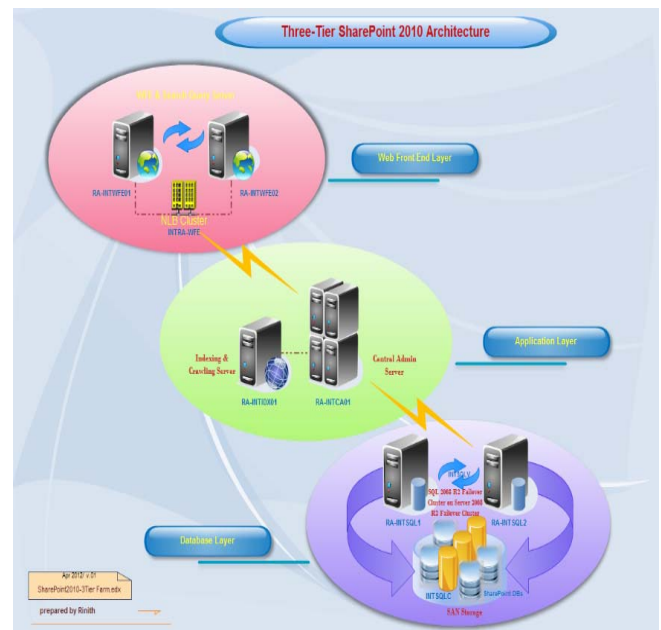 Three-Tier SharePoint 2010 Architecture
Web Front End Layer
RA-INTWFE01
RA-INTWFE02
NLB Cluster
INTRA-WFE
Application Layer
Indexing &
Crawling Server
Central Admin
Server
RA-INTIDX01
RA-INTCA01
SQL 2008 R2 Failover
Cluster on Server 2008
R2 Failover Cluster
RA-INTSQL1
RA-INTSQL2
Database Layer
INTSQLC
SharePoint DBs
SAN Storage
Apr 2012/ v.01
SharePoint2010-3Tier Farm.edx
prepared by Rinith